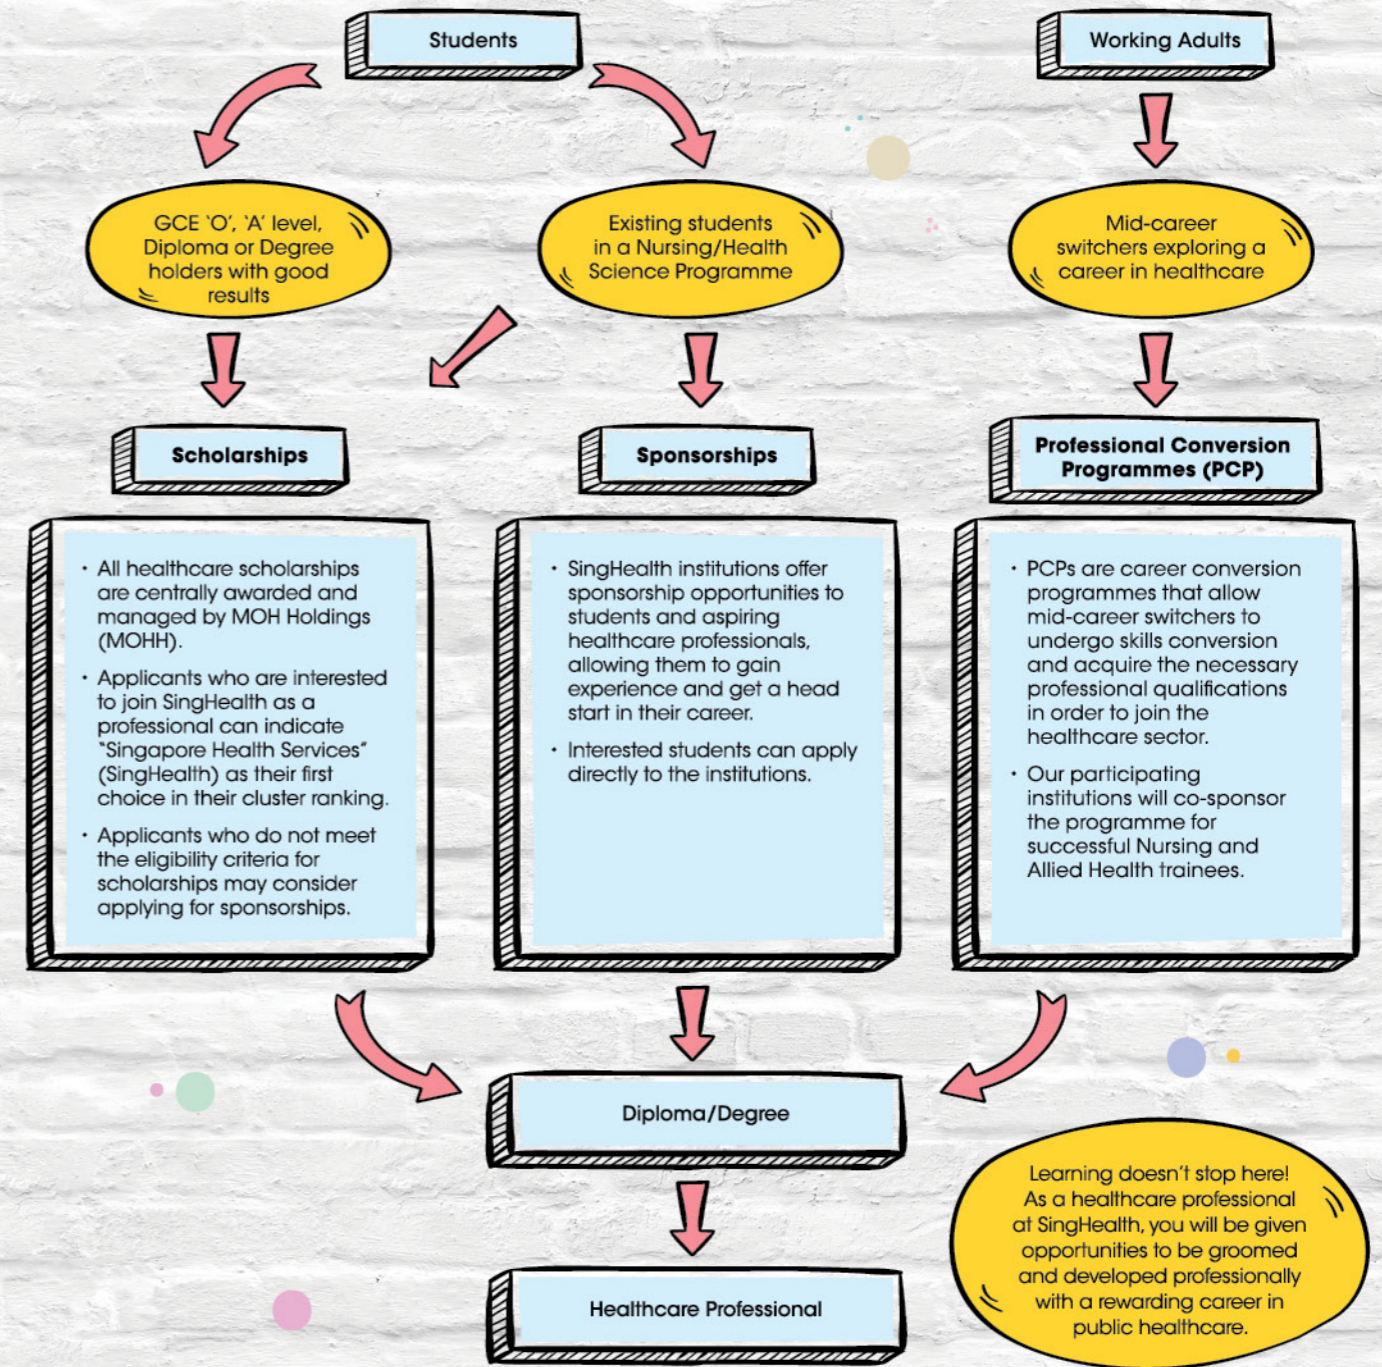 Students
Working Adults
GCE ‘O’, ‘A’ level,
Diploma or Degree
holders with good
results
Existing students
in a Nursing/Health
Science Programme
Mid-career
switchers exploring a
career in healthcare
Scholarships
Sponsorships
Professional Conversion
Programmes (PCP)
• All healthcare scholarships
are centrally awarded and
managed by MOH Holdings
(MOHH).
• Applicants who are interested
to join SingHealth as a
professional can indicate
“Singapore Health Services”
(SingHealth) as their first
choice in their cluster ranking.
• Applicants who do not meet
the eligibility criteria for
scholarships may consider
applying for sponsorships.
• SingHealth institutions offer
sponsorship opportunities to
students and aspiring
healthcare professionals,
allowing them to gain
experience and get a head
start in their career.
• Interested students can apply
directly to the institutions.
• PCPs are career conversion
programmes that allow
mid-career switchers to
undergo skills conversion
and acquire the necessary
professional qualifications
in order to join the
healthcare sector.
• Our participating
institutions will co-sponsor
the programme for
successful Nursing and
Allied Health trainees.
Diploma/Degree
Healthcare Professional
Learning doesn’t stop here!
As a healthcare professional
at SingHealth, you will be given
opportunities to be groomed
and developed professionally
with a rewarding career in
public healthcare.